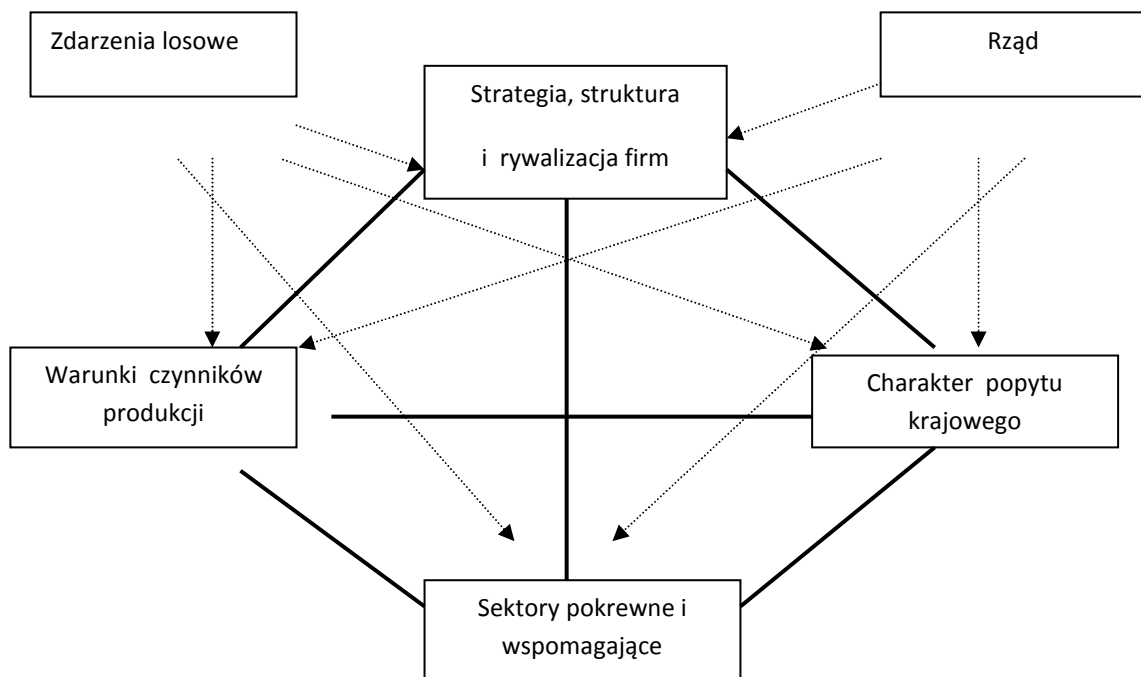 Zdarzenia losowe
Rząd
Strategia, struktura
i rywalizacja firm
Warunki czynników
produkcji
Charakter popytu
krajowego
Sektory pokrewne i
wspomagające